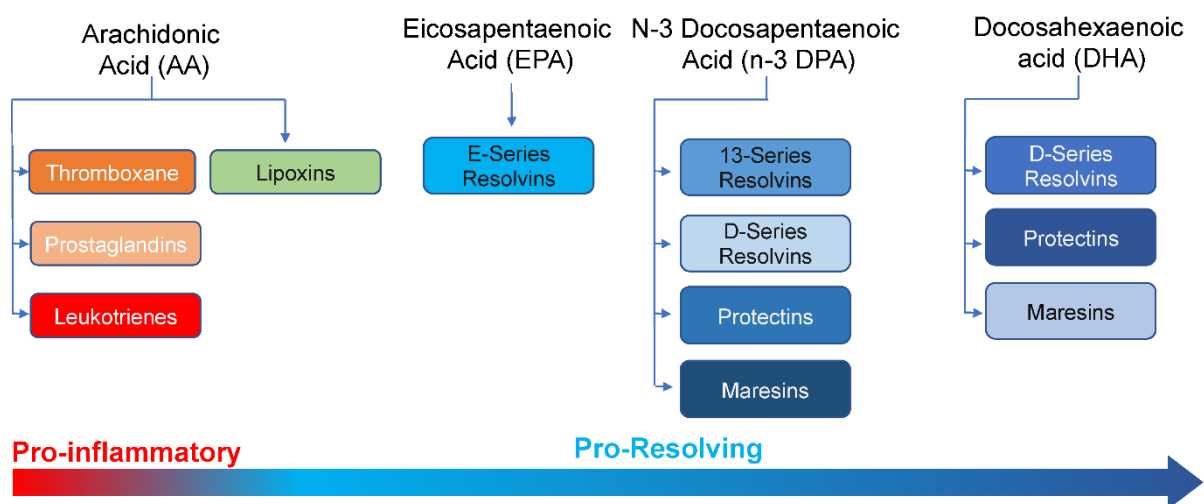 Arachidonic
Acid (AA)
Eicosapentaenoic
Acid (EPA)
N-3 Docosapentaenoic
Acid (n-3 DPA)
Docosahexaenoic
acid (DHA)
Thromboxane
Prostaglandins
Leukotrienes
Lipoxins
E-Series
Resolvins
13-Series
Resolvins
D-Series
Resolvins
Protectins
Maresins
D-Series
Resolvins
Protectins
Maresins
Pro-inflammatory
Pro-Resolving